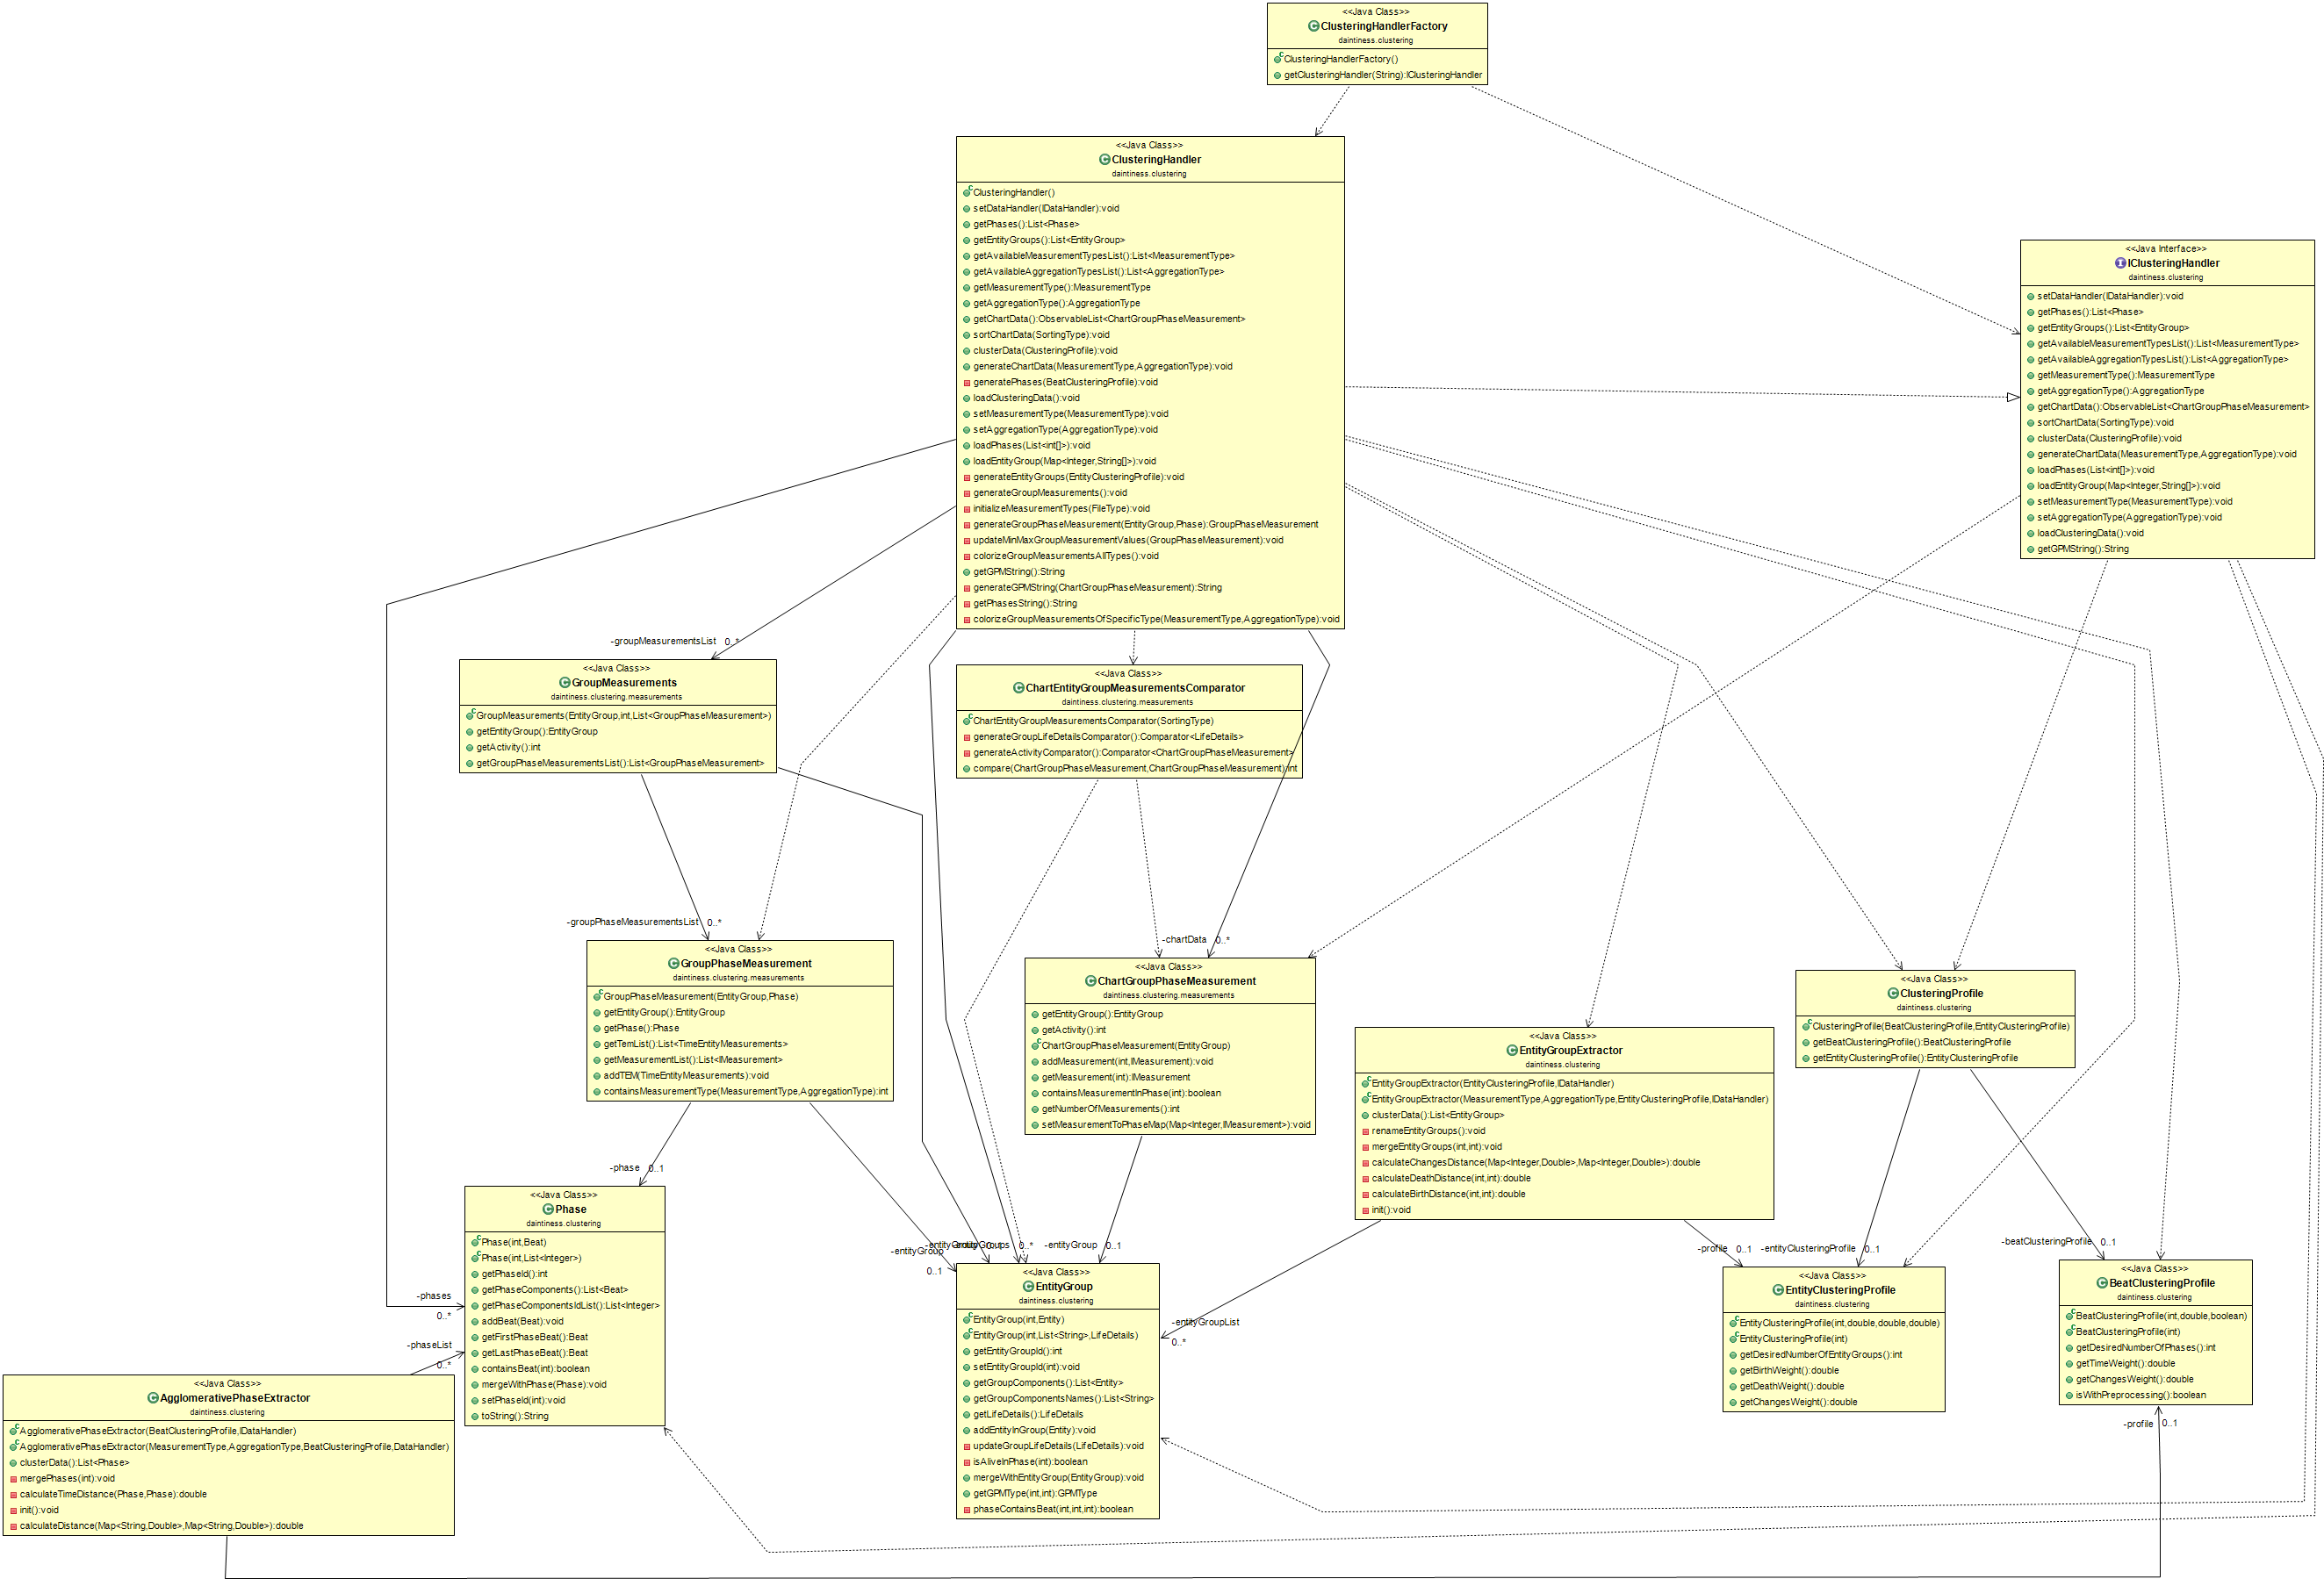 <<Java Class>>
ClusteringHandlerFactory
daintiness.clustering
ClusteringHandlerFactory()
getClusteringHandler(String):IClusteringHandler
<<Java Class>>
ClusteringHandler
daintiness.clustering
ClusteringHandler()
setDataHandler(IDataHandler):void
getPhases():List<Phase>
getEntityGroups():List<EntityGroup>
getAvailableMeasurementTypesList():List<MeasurementType>
getAvailableAggregationTypesList():List<AggregationType>
getMeasurementType():MeasurementType
getAggregationType():AggregationType
getChartData():ObservableList<ChartGroupPhaseMeasurement>
sortChartData(SortingType):void
clusterData(ClusteringProfile):void
generateChartData(MeasurementType,AggregationType):void
generatePhases(BeatClusteringProfile):void
loadClusteringData():void
setMeasurementType(MeasurementType):void
setAggregationType(AggregationType):void
loadPhases(List<int[]>):void
loadEntityGroup(Map<Integer,String[]>):void
generateEntityGroups(EntityClusteringProfile):void
generateGroupMeasurements():void
initializeMeasurementTypes(FileType):void
generateGroupPhaseMeasurement(EntityGroup,Phase):GroupPhaseMeasurement
updateMinMaxGroupMeasurementValues(GroupPhaseMeasurement):void
colorizeGroupMeasurementsAllTypes():void
getGPMString():String
generateGPMString(ChartGroupPhaseMeasurement):String
getPhasesString():String
colorizeGroupMeasurementsOfSpecificType(MeasurementType,AggregationType):void
<<Java Interface>>
IClusteringHandler
daintiness.clustering
setDataHandler(IDataHandler):void
getPhases():List<Phase>
getEntityGroups():List<EntityGroup>
getAvailableMeasurementTypesList():List<MeasurementType>
getAvailableAggregationTypesList():List<AggregationType>
getMeasurementType():MeasurementType
getAggregationType():AggregationType
getChartData():ObservableList<ChartGroupPhaseMeasurement>
sortChartData(SortingType):void
clusterData(ClusteringProfile):void
generateChartData(MeasurementType,AggregationType):void
loadPhases(List<int[]>):void
loadEntityGroup(Map<Integer,String[]>):void
setMeasurementType(MeasurementType):void
setAggregationType(AggregationType):void
loadClusteringData():void
getGPMString():String
-groupMeasurementsList 0..*
<<Java Class>>
GroupMeasurements
daintiness.clustering.measurements
GroupMeasurements(EntityGroup,int,List<GroupPhaseMeasurement>)
getEntityGroup():EntityGroup
getActivity():int
getGroupPhaseMeasurementsList():List<GroupPhaseMeasurement>
<<Java Class>>
ChartEntityGroupMeasurementsComparator
daintiness.clustering.measurements
ChartEntityGroupMeasurementsComparator(SortingType)
generateGroupLifeDetailsComparator():Comparator<LifeDetails>
generateActivityComparator():Comparator<ChartGroupPhaseMeasurement>
compare(ChartGroupPhaseMeasurement,ChartGroupPhaseMeasurement):int
-groupPhaseMeasurementsList 0..*
<<Java Class>>
GroupPhaseMeasurement
daintiness.clustering.measurements
GroupPhaseMeasurement(EntityGroup,Phase)
getEntityGroup():EntityGroup
getPhase():Phase
getTemList():List<TimeEntityMeasurements>
getMeasurementList():List<IMeasurement>
addTEM(TimeEntityMeasurements):void
containsMeasurementType(MeasurementType,AggregationType):int
-chartData 0..*
<<Java Class>>
ChartGroupPhaseMeasurement
daintiness.clustering.measurements
getEntityGroup():EntityGroup
getActivity():int
ChartGroupPhaseMeasurement(EntityGroup)
addMeasurement(int,IMeasurement):void
getMeasurement(int):IMeasurement
containsMeasurementInPhase(int):boolean
getNumberOfMeasurements():int
setMeasurementToPhaseMap(Map<Integer,IMeasurement>):void
<<Java Class>>
EntityGroupExtractor
daintiness.clustering
EntityGroupExtractor(EntityClusteringProfile,IDataHandler)
EntityGroupExtractor(MeasurementType,AggregationType,EntityClusteringProfile,IDataHandler)
clusterData():List<EntityGroup>
renameEntityGroups():void
mergeEntityGroups(int,int):void
calculateChangesDistance(Map<Integer,Double>,Map<Integer,Double>):double
calculateDeathDistance(int,int):double
calculateBirthDistance(int,int):double
init():void
<<Java Class>>
ClusteringProfile
daintiness.clustering
ClusteringProfile(BeatClusteringProfile,EntityClusteringProfile)
getBeatClusteringProfile():BeatClusteringProfile
getEntityClusteringProfile():EntityClusteringProfile
-phase 0..1
<<Java Class>>
Phase
daintiness.clustering
Phase(int,Beat)
Phase(int,List<Integer>)
getPhaseId():int
getPhaseComponents():List<Beat>
getPhaseComponentsIdList():List<Integer>
addBeat(Beat):void
getFirstPhaseBeat():Beat
getLastPhaseBeat():Beat
containsBeat(int):boolean
mergeWithPhase(Phase):void
setPhaseId(int):void
toString():String
-phases
0..*
-phaseList
0..*
-entityGroup
0..1
0..*
-entityGroup 0..1
<<Java Class>>
EntityGroup
daintiness.clustering
EntityGroup(int,Entity)
EntityGroup(int,List<String>,LifeDetails)
getEntityGroupId():int
setEntityGroupId(int):void
getGroupComponents():List<Entity>
getGroupComponentsNames():List<String>
getLifeDetails():LifeDetails
addEntityInGroup(Entity):void
updateGroupLifeDetails(LifeDetails):void
isAliveInPhase(int):boolean
mergeWithEntityGroup(EntityGroup):void
getGPMType(int,int):GPMType
phaseContainsBeat(int,int,int):boolean
-entityGroupList
0..*
-profile 0..1
-entityClusteringProfile 0..1
<<Java Class>>
EntityClusteringProfile
daintiness.clustering
EntityClusteringProfile(int,double,double,double)
EntityClusteringProfile(int)
getDesiredNumberOfEntityGroups():int
getBirthWeight():double
getDeathWeight():double
getChangesWeight():double
-beatClusteringProfile 0..1
<<Java Class>>
BeatClusteringProfile
daintiness.clustering
BeatClusteringProfile(int,double,boolean)
BeatClusteringProfile(int)
getDesiredNumberOfPhases():int
getTimeWeight():double
getChangesWeight():double
isWithPreprocessing():boolean
-profile 0..1
<<Java Class>>
AgglomerativePhaseExtractor
daintiness.clustering
AgglomerativePhaseExtractor(BeatClusteringProfile,IDataHandler)
AgglomerativePhaseExtractor(MeasurementType,AggregationType,BeatClusteringProfile,DataHandler)
clusterData():List<Phase>
mergePhases(int):void
calculateTimeDistance(Phase,Phase):double
init():void
calculateDistance(Map<String,Double>,Map<String,Double>):double